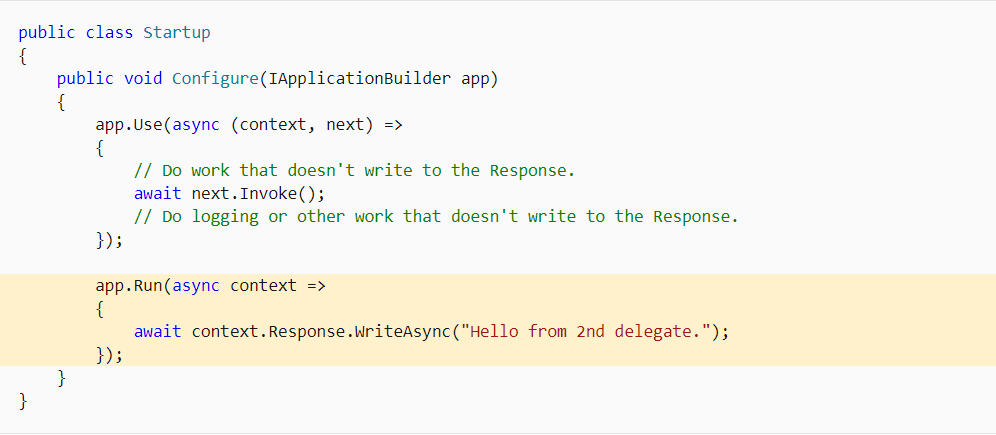 public class Startup
{
    public void Configure(IApplicationBuilder app)
    {
        app.Use(async (context, next) =>
        {
            // Do work that doesn't write to the Response.
            await next.Invoke();
            // Do logging or other work that doesn't write to the Response.
        });

        app.Run(async context =>
        {
            await context.Response.WriteAsync("Hello from 2nd delegate.");
        });
    }
}